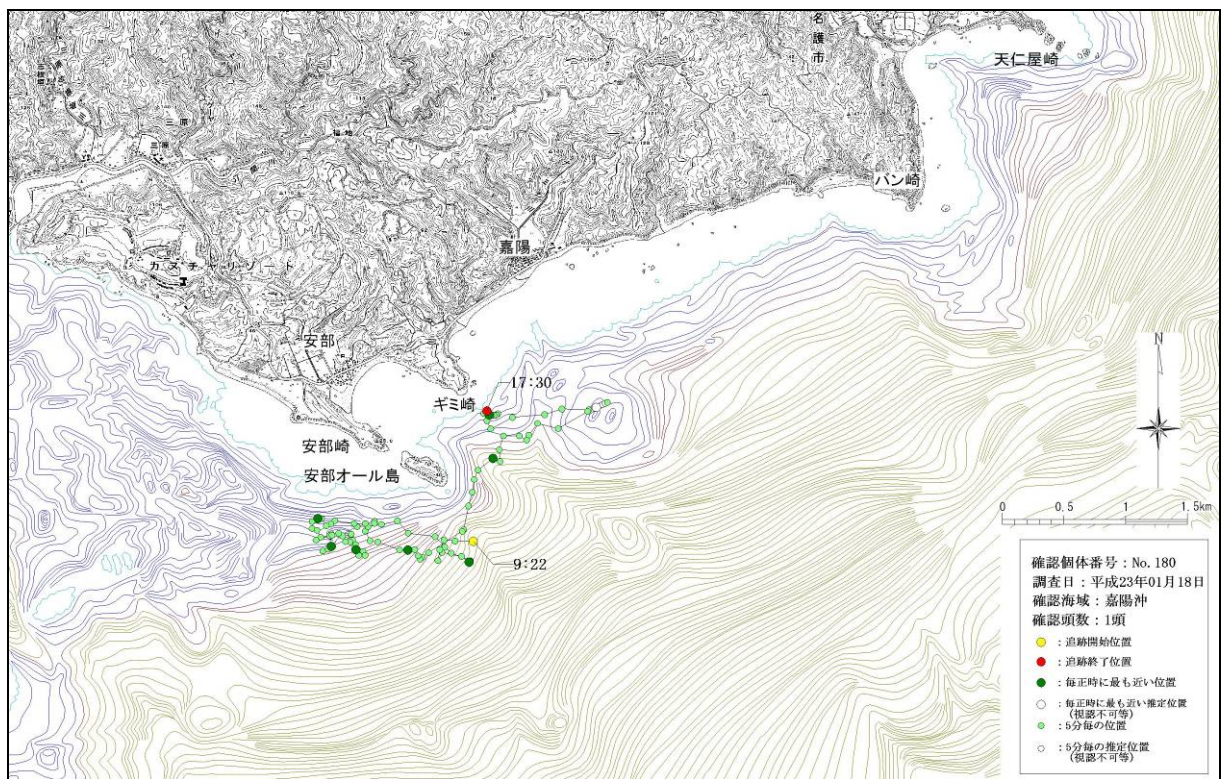 名護市
天仁屋崎
三原
三原
福地
バン崎
嘉陽
カヌチャリゾート
安部
17:30
ギミ崎
N
安部崎
安部オール島
0 0.5 1 1.5km
9:22
確認個体番号：No.180
調査日：平成23年01月18日
確認海域：嘉陽沖
確認頭数：1頭
：追跡開始位置
：追跡終了位置
：毎正時に最も近い位置
：毎正時に最も近い推定位置
(視認不可等)
：5分毎の位置
：5分毎の推定位置
(視認不可等)